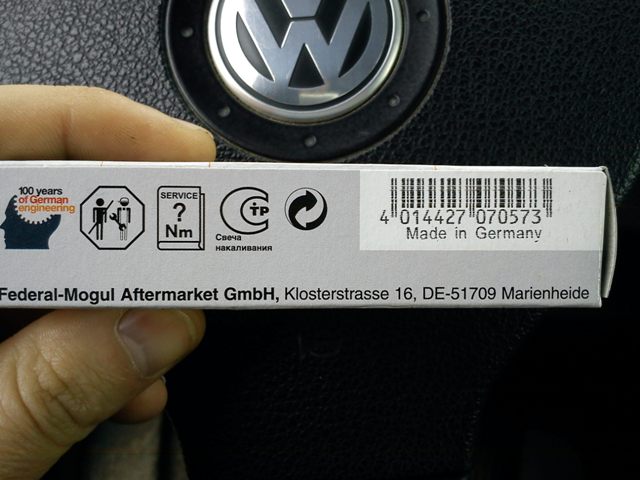 100 years
of German
engineering
SERVICE
?
Nm
СТР
Свеча
накаливания
4 014427 070573
Made in Germany
Federal-Mogul Aftermarket GmbH, Klosterstrasse 16, DE-51709 Marienheide